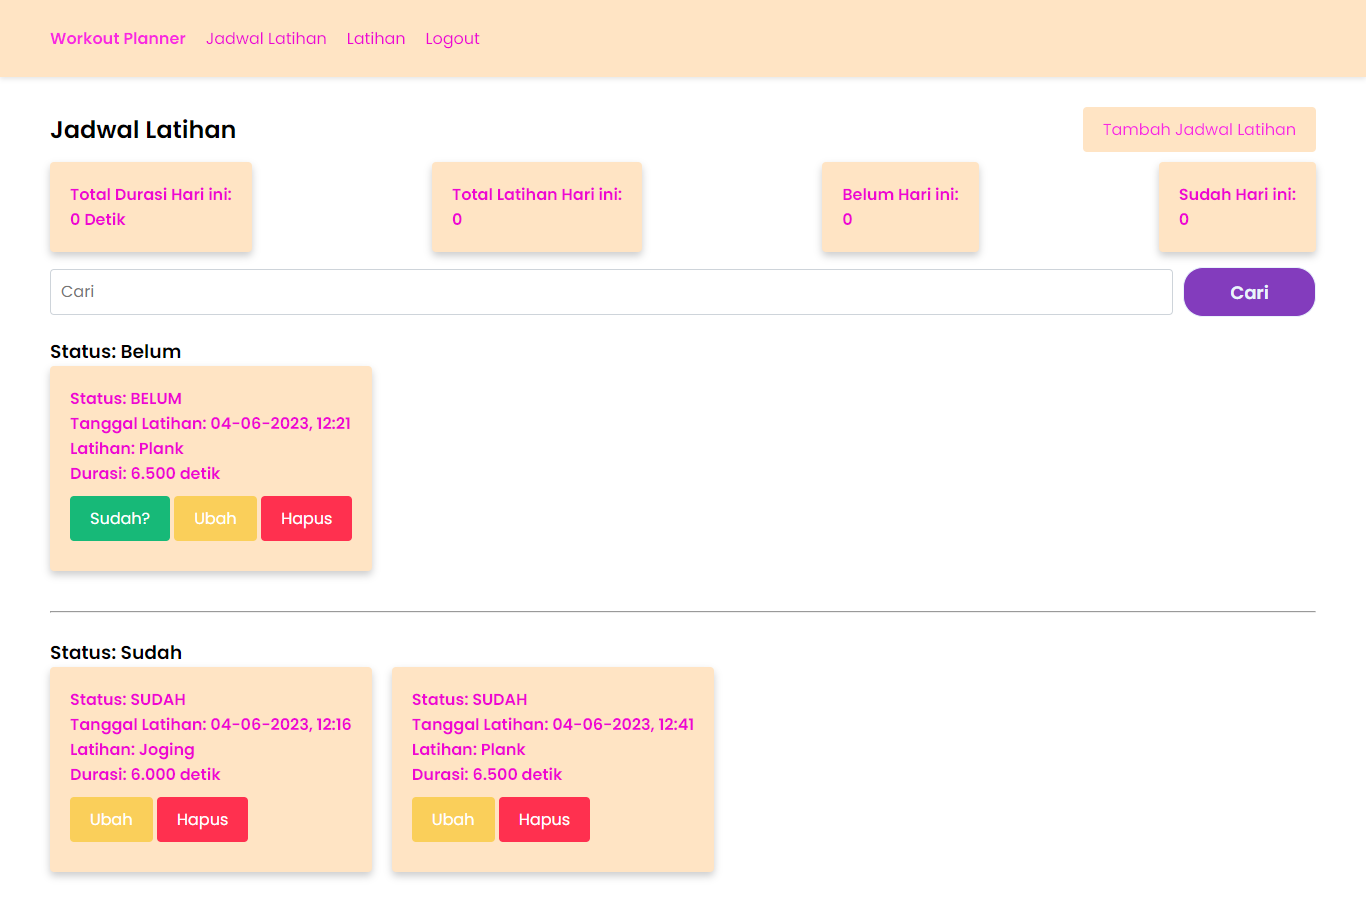 Workout Planner Jadwal Latihan Latihan Logout
Jadwal Latihan
Tambah Jadwal Latihan
Total Durasi Hari ini:
0 Detik
Total Latihan Hari ini:
0
Belum Hari ini:
0
Sudah Hari ini:
0
Cari
Cari
Status: Belum
Status: BELUM
Tanggal Latihan: 04-06-2023, 12:21
Latihan: Plank
Durasi: 6.500 detik
Sudah? Ubah Hapus
Status: Sudah
Status: SUDAH
Tanggal Latihan: 04-06-2023, 12:16
Latihan: Joging
Durasi: 6.000 detik
Ubah Hapus
Status: SUDAH
Tanggal Latihan: 04-06-2023, 12:41
Latihan: Plank
Durasi: 6.500 detik
Ubah Hapus